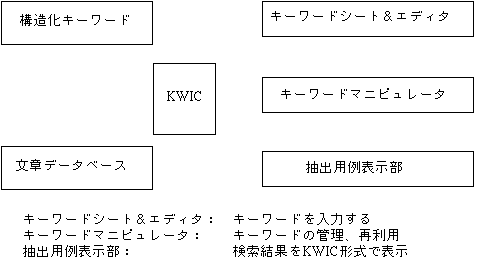 構造化キーワード
キーワードシート＆エディタ
KWIC
キーワードマニピュレータ
文章データベース
抽出用例表示部
キーワードシート＆エディタ： キーワードを入力する
キーワードマニピュレータ： キーワードの管理、再利用
抽出用例表示部： 検索結果をKWIC形式で表示